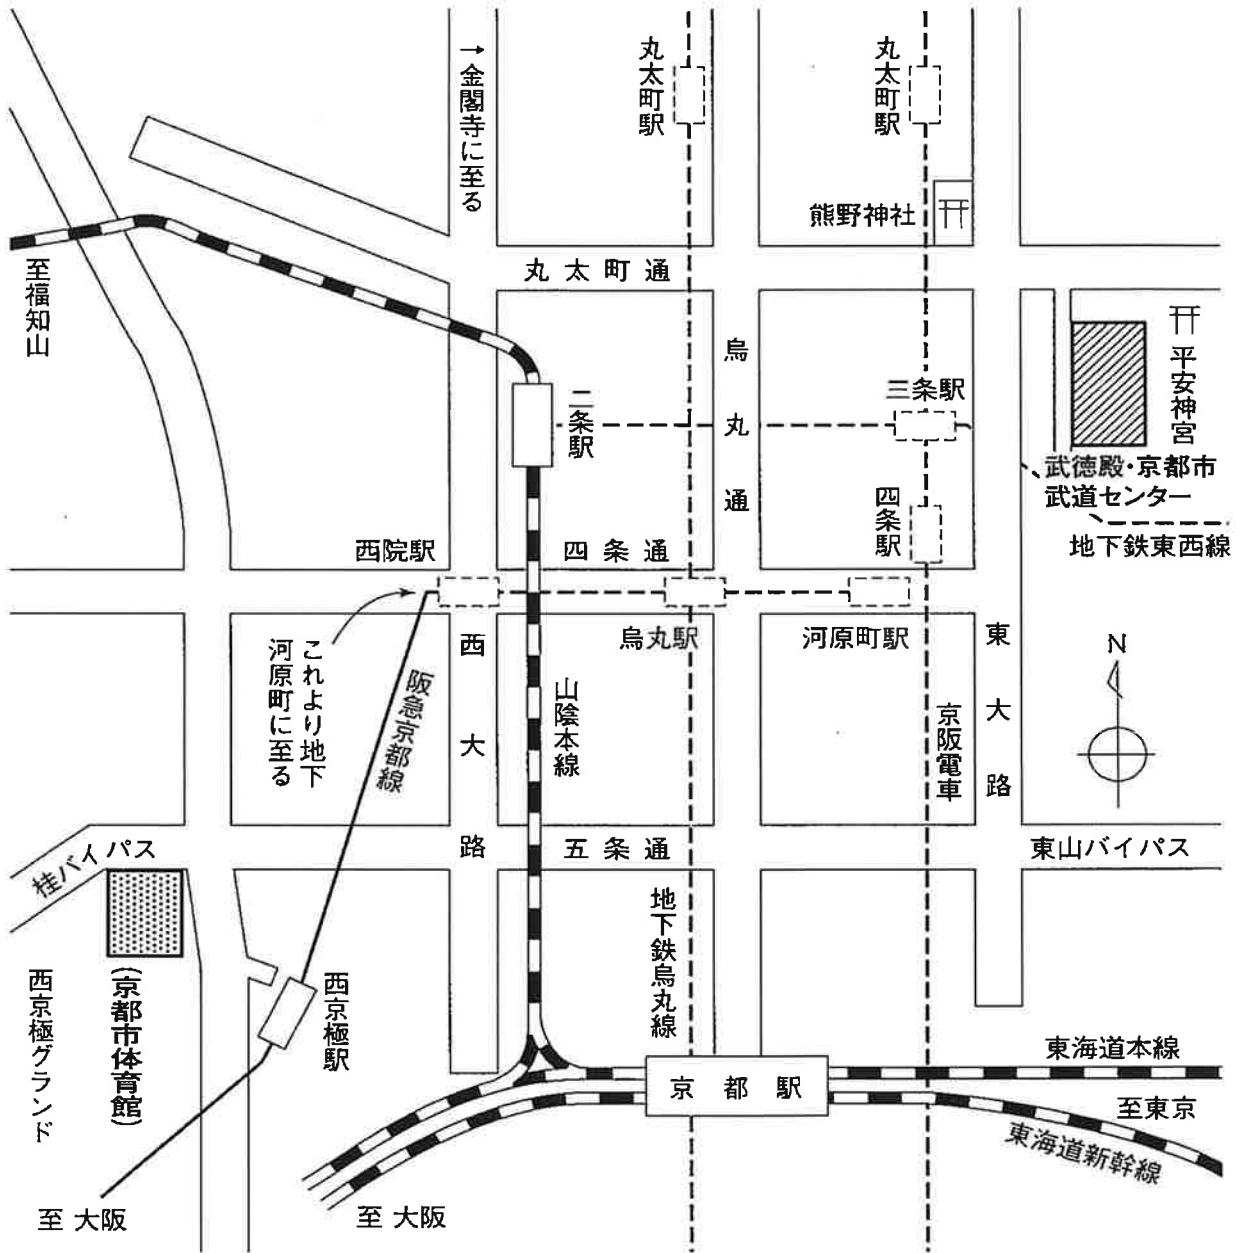 →金閣寺に至る
丸太町駅
丸太町駅
熊野神社
丸太町通
至福知山
烏丸通
平安神宮
二条駅
三条駅
武徳殿・京都市
武道センター
地下鉄東西線
四条駅
西院駅
四条通
烏丸駅
河原町駅
これより地下
河原町に至る
阪急京都線
西大路
山陰本線
京阪電車
東大路
N
桂バイパス
五条通
東山バイパス
地下鉄烏丸線
西京極グランド
(京都市体育館)
西京極駅
京都駅
東海道本線
至東京
東海道新幹線
至 大阪
至 大阪